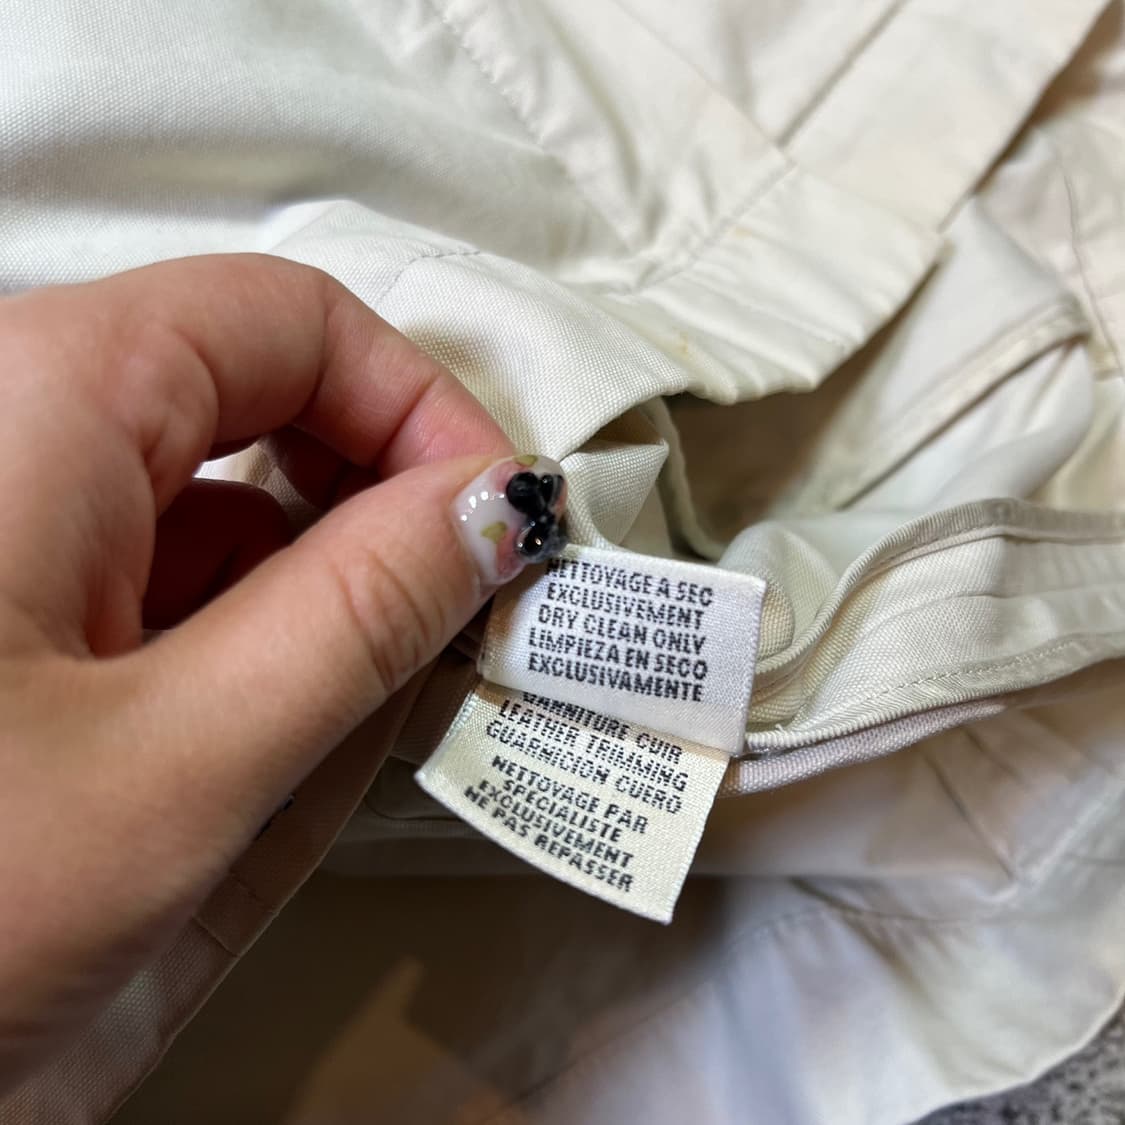 NETTOYAGE A SEC
EXCLUSIVEMENT
DRY CLEAN ONLY
LIMPIEZA EN SECO
EXCLUSIVAMENTE
GARNITURE CUIR
LEATHER TRIMMING
GUARNICION CUERO
NETTOYAGE PAR
SPECIALISTE
EXCLUSIVEMENT
NE PAS REPASSER